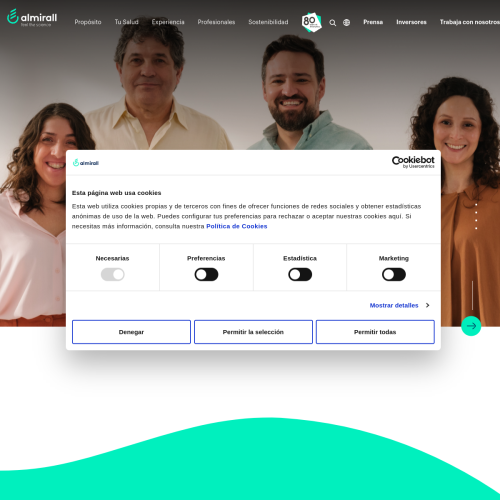 almirall
feel the science
Propósito
Tu Salud
Experiencia
Profesionales
Sostenibilidad
80
Prensa
Inversores
Trabaja con nosotros
almirall
Cookiebot
by Usercentrics
Esta página web usa cookies
Esta web utiliza cookies propias y de terceros con fines de ofrecer funciones de redes sociales y obtener estadísticas
anónimas de uso de la web. Puedes configurar tus preferencias para rechazar o aceptar nuestras cookies aquí. Si
necesitas más información, consulta nuestra Política de Cookies
Necesarias
Preferencias
Estadística
Marketing
Mostrar detalles
Denegar
Permitir la selección
Permitir todas